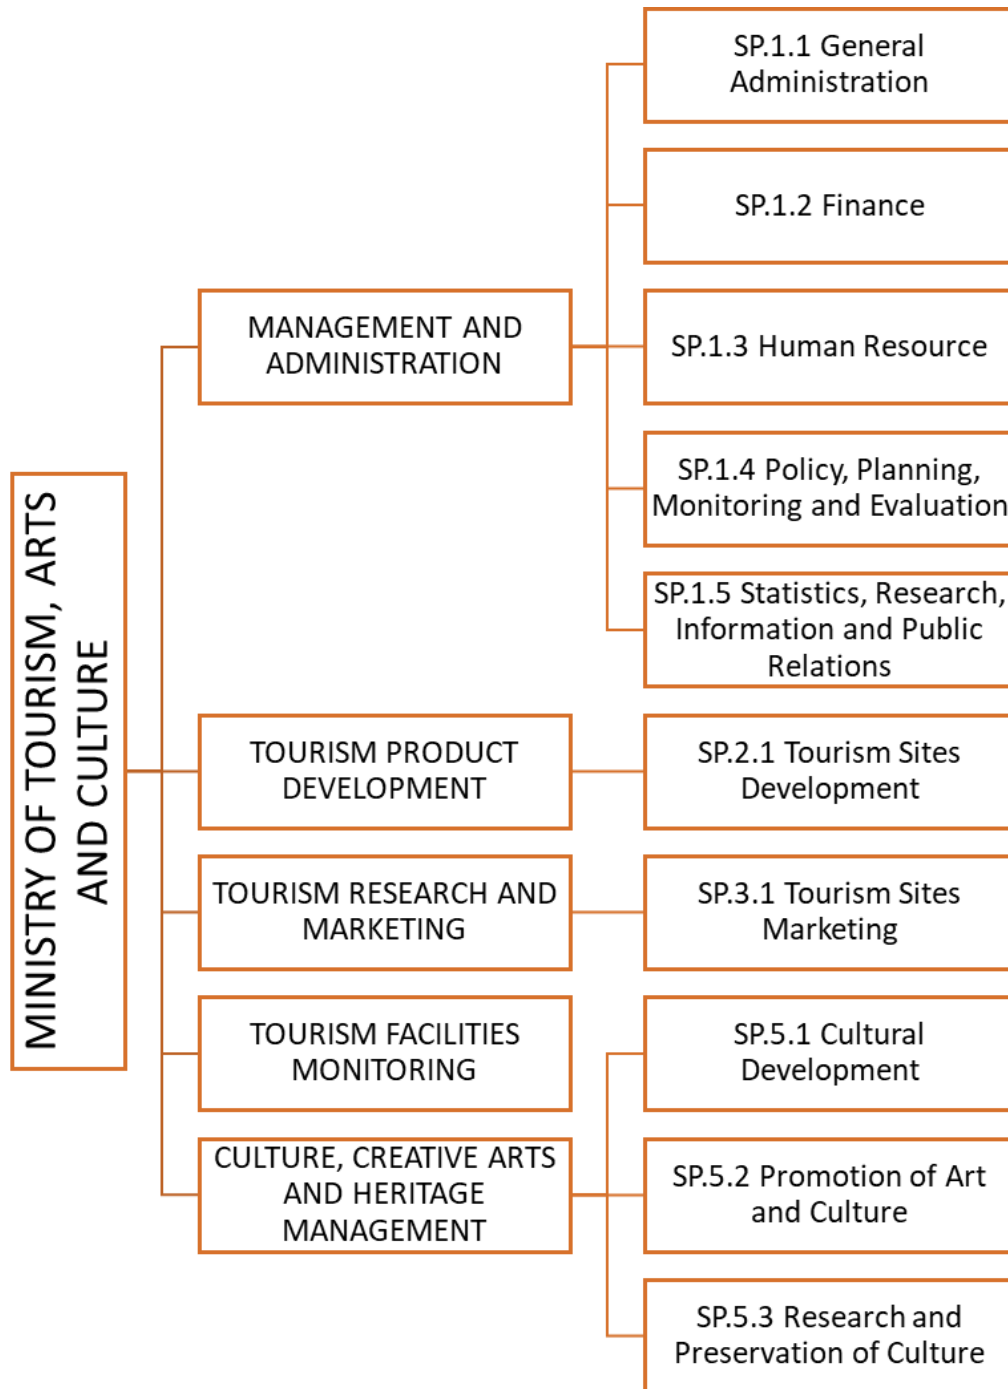 MINISTRY OF TOURISM, ARTS
AND CULTURE
MANAGEMENT AND
ADMINISTRATION
SP.1.1 General
Administration
SP.1.2 Finance
SP.1.3 Human Resource
SP.1.4 Policy, Planning,
Monitoring and Evaluation
SP.1.5 Statistics, Research,
Information and Public
Relations
TOURISM PRODUCT
DEVELOPMENT
SP.2.1 Tourism Sites
Development
TOURISM RESEARCH AND
MARKETING
SP.3.1 Tourism Sites
Marketing
TOURISM FACILITIES
MONITORING
CULTURE, CREATIVE ARTS
AND HERITAGE
MANAGEMENT
SP.5.1 Cultural
Development
SP.5.2 Promotion of Art
and Culture
SP.5.3 Research and
Preservation of Culture